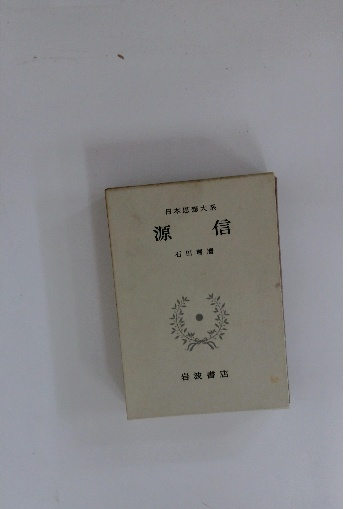 日本思想大系
源 信
石田瑞麿
岩波書店